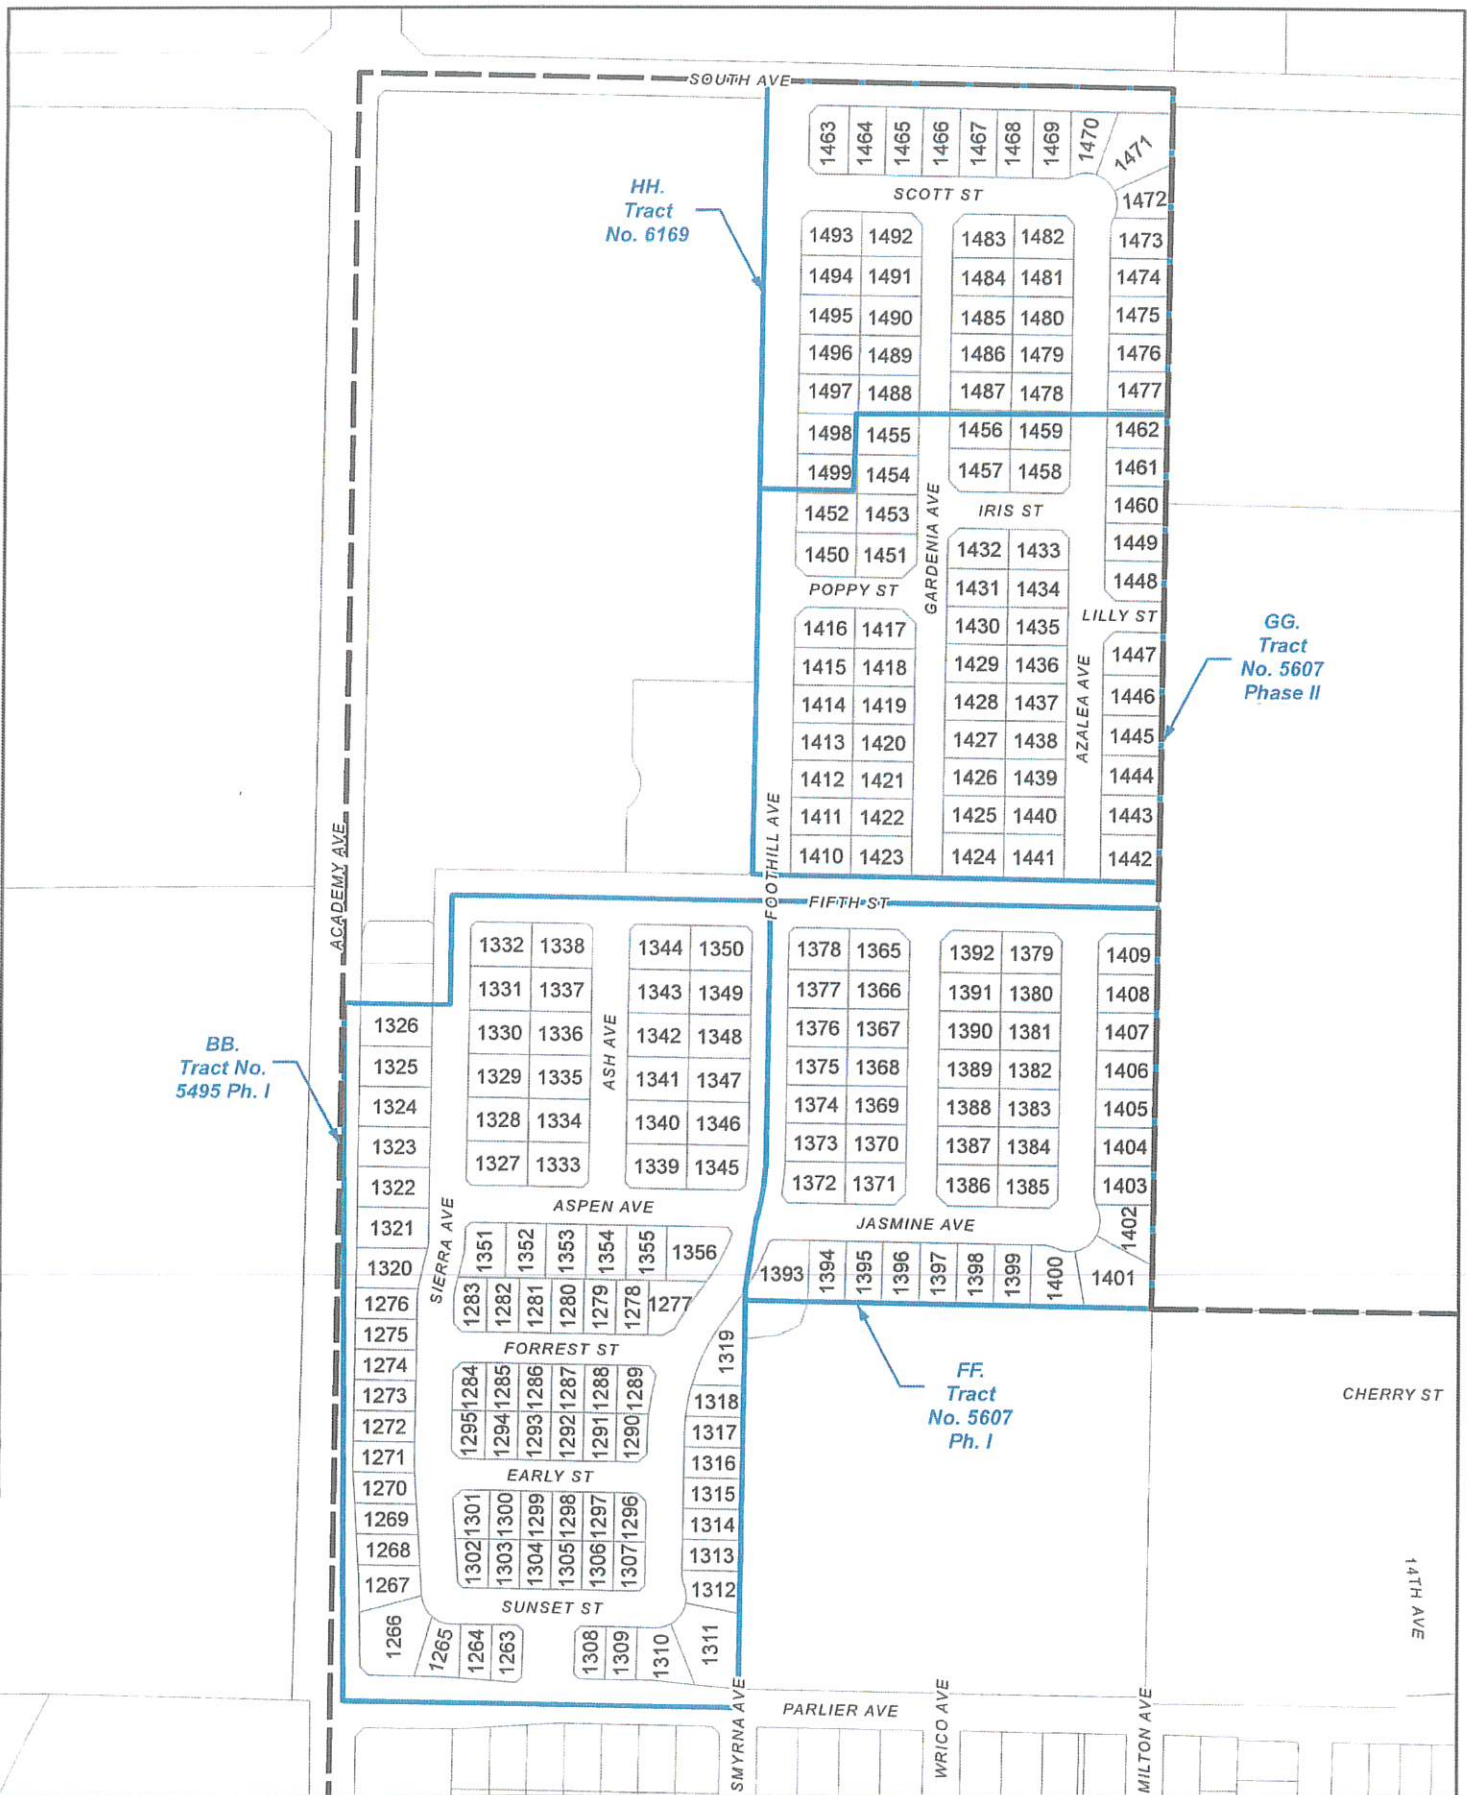 SOUTH AVE
1463 1464 1465 1466 1467 1468 1469 1470 1471
HH.
Tract
No. 6169
SCOTT ST
1472
1493 1492 1483 1482 1473
1494 1491 1484 1481 1474
1495 1490 1485 1480 1475
1496 1489 1486 1479 1476
1497 1488 1487 1478 1477
1498 1455 1456 1459 1462
1499 1454 1457 1458 1461
IRIS ST
1460
1452 1453
GARDENIA AVE
1432 1433 1449
1450 1451
1431 1434 1448
POPPY ST
LILLY ST
1416 1417 1430 1435
GG.
Tract
No. 5607
Phase II
1447
1415 1418 1429 1436
AZALEA AVE
1446
1414 1419 1428 1437
1445
1413 1420 1427 1438
1412 1421 1426 1439 1444
1411 1422 1425 1440 1443
1410 1423 1424 1441 1442
FOOTHILL AVE
ACADEMY AVE
FIFTH ST
1332 1338 1344 1350 1378 1365 1392 1379 1409
1331 1337 1343 1349 1377 1366 1391 1380 1408
1326 1330 1336 1342 1348 1376 1367 1390 1381 1407
ASH AVE
BB.
Tract No.
5495 Ph. I
1325 1329 1335 1341 1347 1375 1368 1389 1382 1406
1324 1328 1334 1340 1346 1374 1369 1388 1383 1405
1323 1327 1333 1339 1345 1373 1370 1387 1384 1404
1322 1372 1371 1386 1385 1403
ASPEN AVE
JASMINE AVE
1402
1321
SIERRA AVE
1351 1352 1353 1354 1355 1356
1320
1393 1394 1395 1396 1397 1398 1399 1400 1401
1276
1283 1282 1281 1280 1279 1278 1277
1275
FORREST ST
1319
1274
1284 1285 1286 1287 1288 1289
FF.
Tract
No. 5607
Ph. I
CHERRY ST
1273 1318
1272
1295 1294 1293 1292 1291 1290
1317
1271 1316
EARLY ST
1270 1315
1269
1301 1300 1299 1298 1297 1296
1314
1268
1302 1303 1304 1305 1306 1307
1313
1267 1312
SUNSET ST
14TH AVE
1266 1265 1264 1263 1308 1309 1310 1311
PARLIER AVE
SMYRNA AVE
WRICO AVE
MILTON AVE